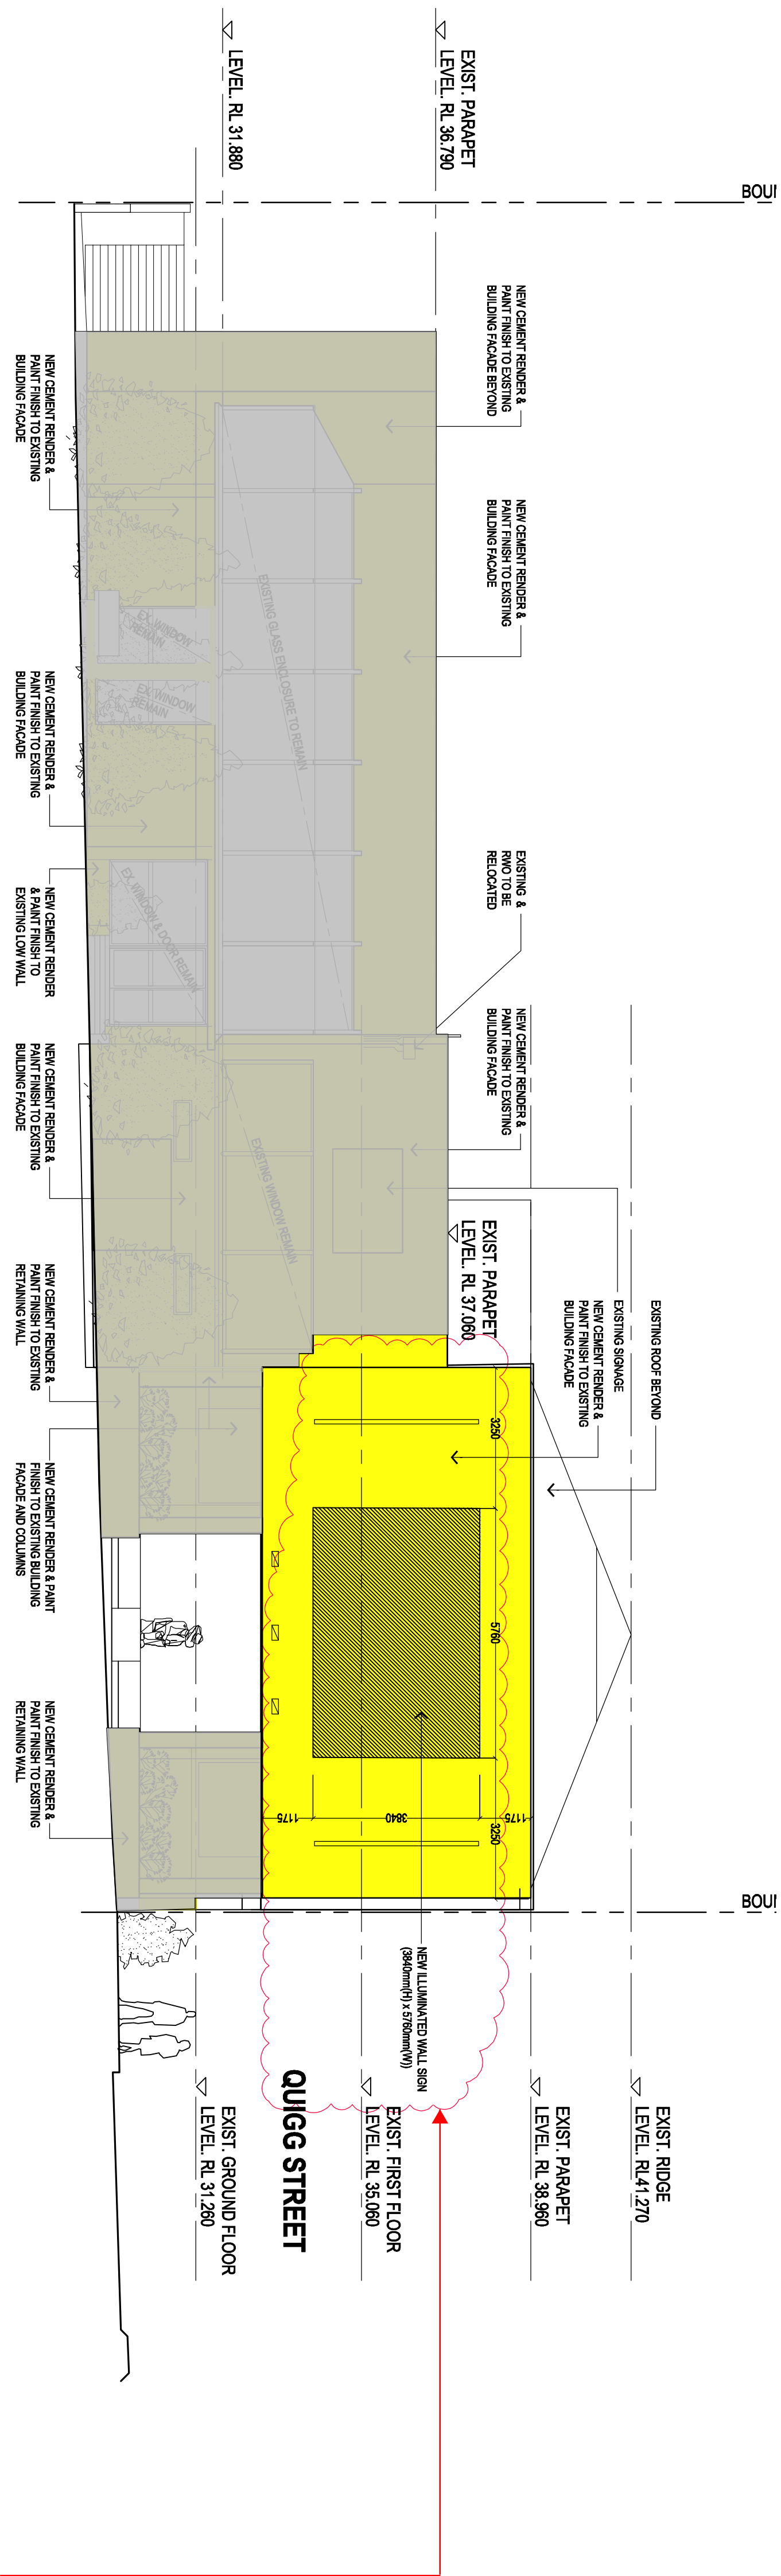 BOUI
BOUI
EXIST. PARAPET
LEVEL. RL 36.790
LEVEL. RL 31.880
NEW CEMENT RENDER &
PAINT FINISH TO EXISTING
BUILDING FACADE BEYOND
NEW CEMENT RENDER &
PAINT FINISH TO EXISTING
BUILDING FACADE
EXISTING &
RWO TO BE
RELOCATED
NEW CEMENT RENDER &
PAINT FINISH TO EXISTING
BUILDING FACADE
EXISTING ROOF BEYOND
EXISTING SIGNAGE
NEW CEMENT RENDER &
PAINT FINISH TO EXISTING
BUILDING FACADE
EXIST. PARAPET
LEVEL. RL 37.060
EXIST. RIDGE
LEVEL. RL41.270
EXIST. PARAPET
LEVEL. RL 38.960
EXIST. FIRST FLOOR
LEVEL. RL 35.060
QUIGG STREET
EXIST. GROUND FLOOR
LEVEL. RL 31.260
3250
5760
3250
1175
3840
1175
NEW ILLUMINATED WALL SIGN
(3840mm(H) x 5760mm(W))
EXISTING GLASS ENCLOSURE TO REMAIN
EXISTING WINDOW REMAIN
EX. WINDOW
REMAIN
EX. WINDOW
REMAIN
EX. WINDOW & DOOR REMAIN
NEW CEMENT RENDER &
PAINT FINISH TO EXISTING
BUILDING FACADE
NEW CEMENT RENDER &
PAINT FINISH TO EXISTING
BUILDING FACADE
NEW CEMENT RENDER
& PAINT FINISH TO
EXISTING LOW WALL
NEW CEMENT RENDER &
PAINT FINISH TO EXISTING
BUILDING FACADE
NEW CEMENT RENDER &
PAINT FINISH TO EXISTING
RETAINING WALL
NEW CEMENT RENDER & PAINT
FINISH TO EXISTING BUILDING
FACADE AND COLUMNS
NEW CEMENT RENDER &
PAINT FINISH TO EXISTING
RETAINING WALL